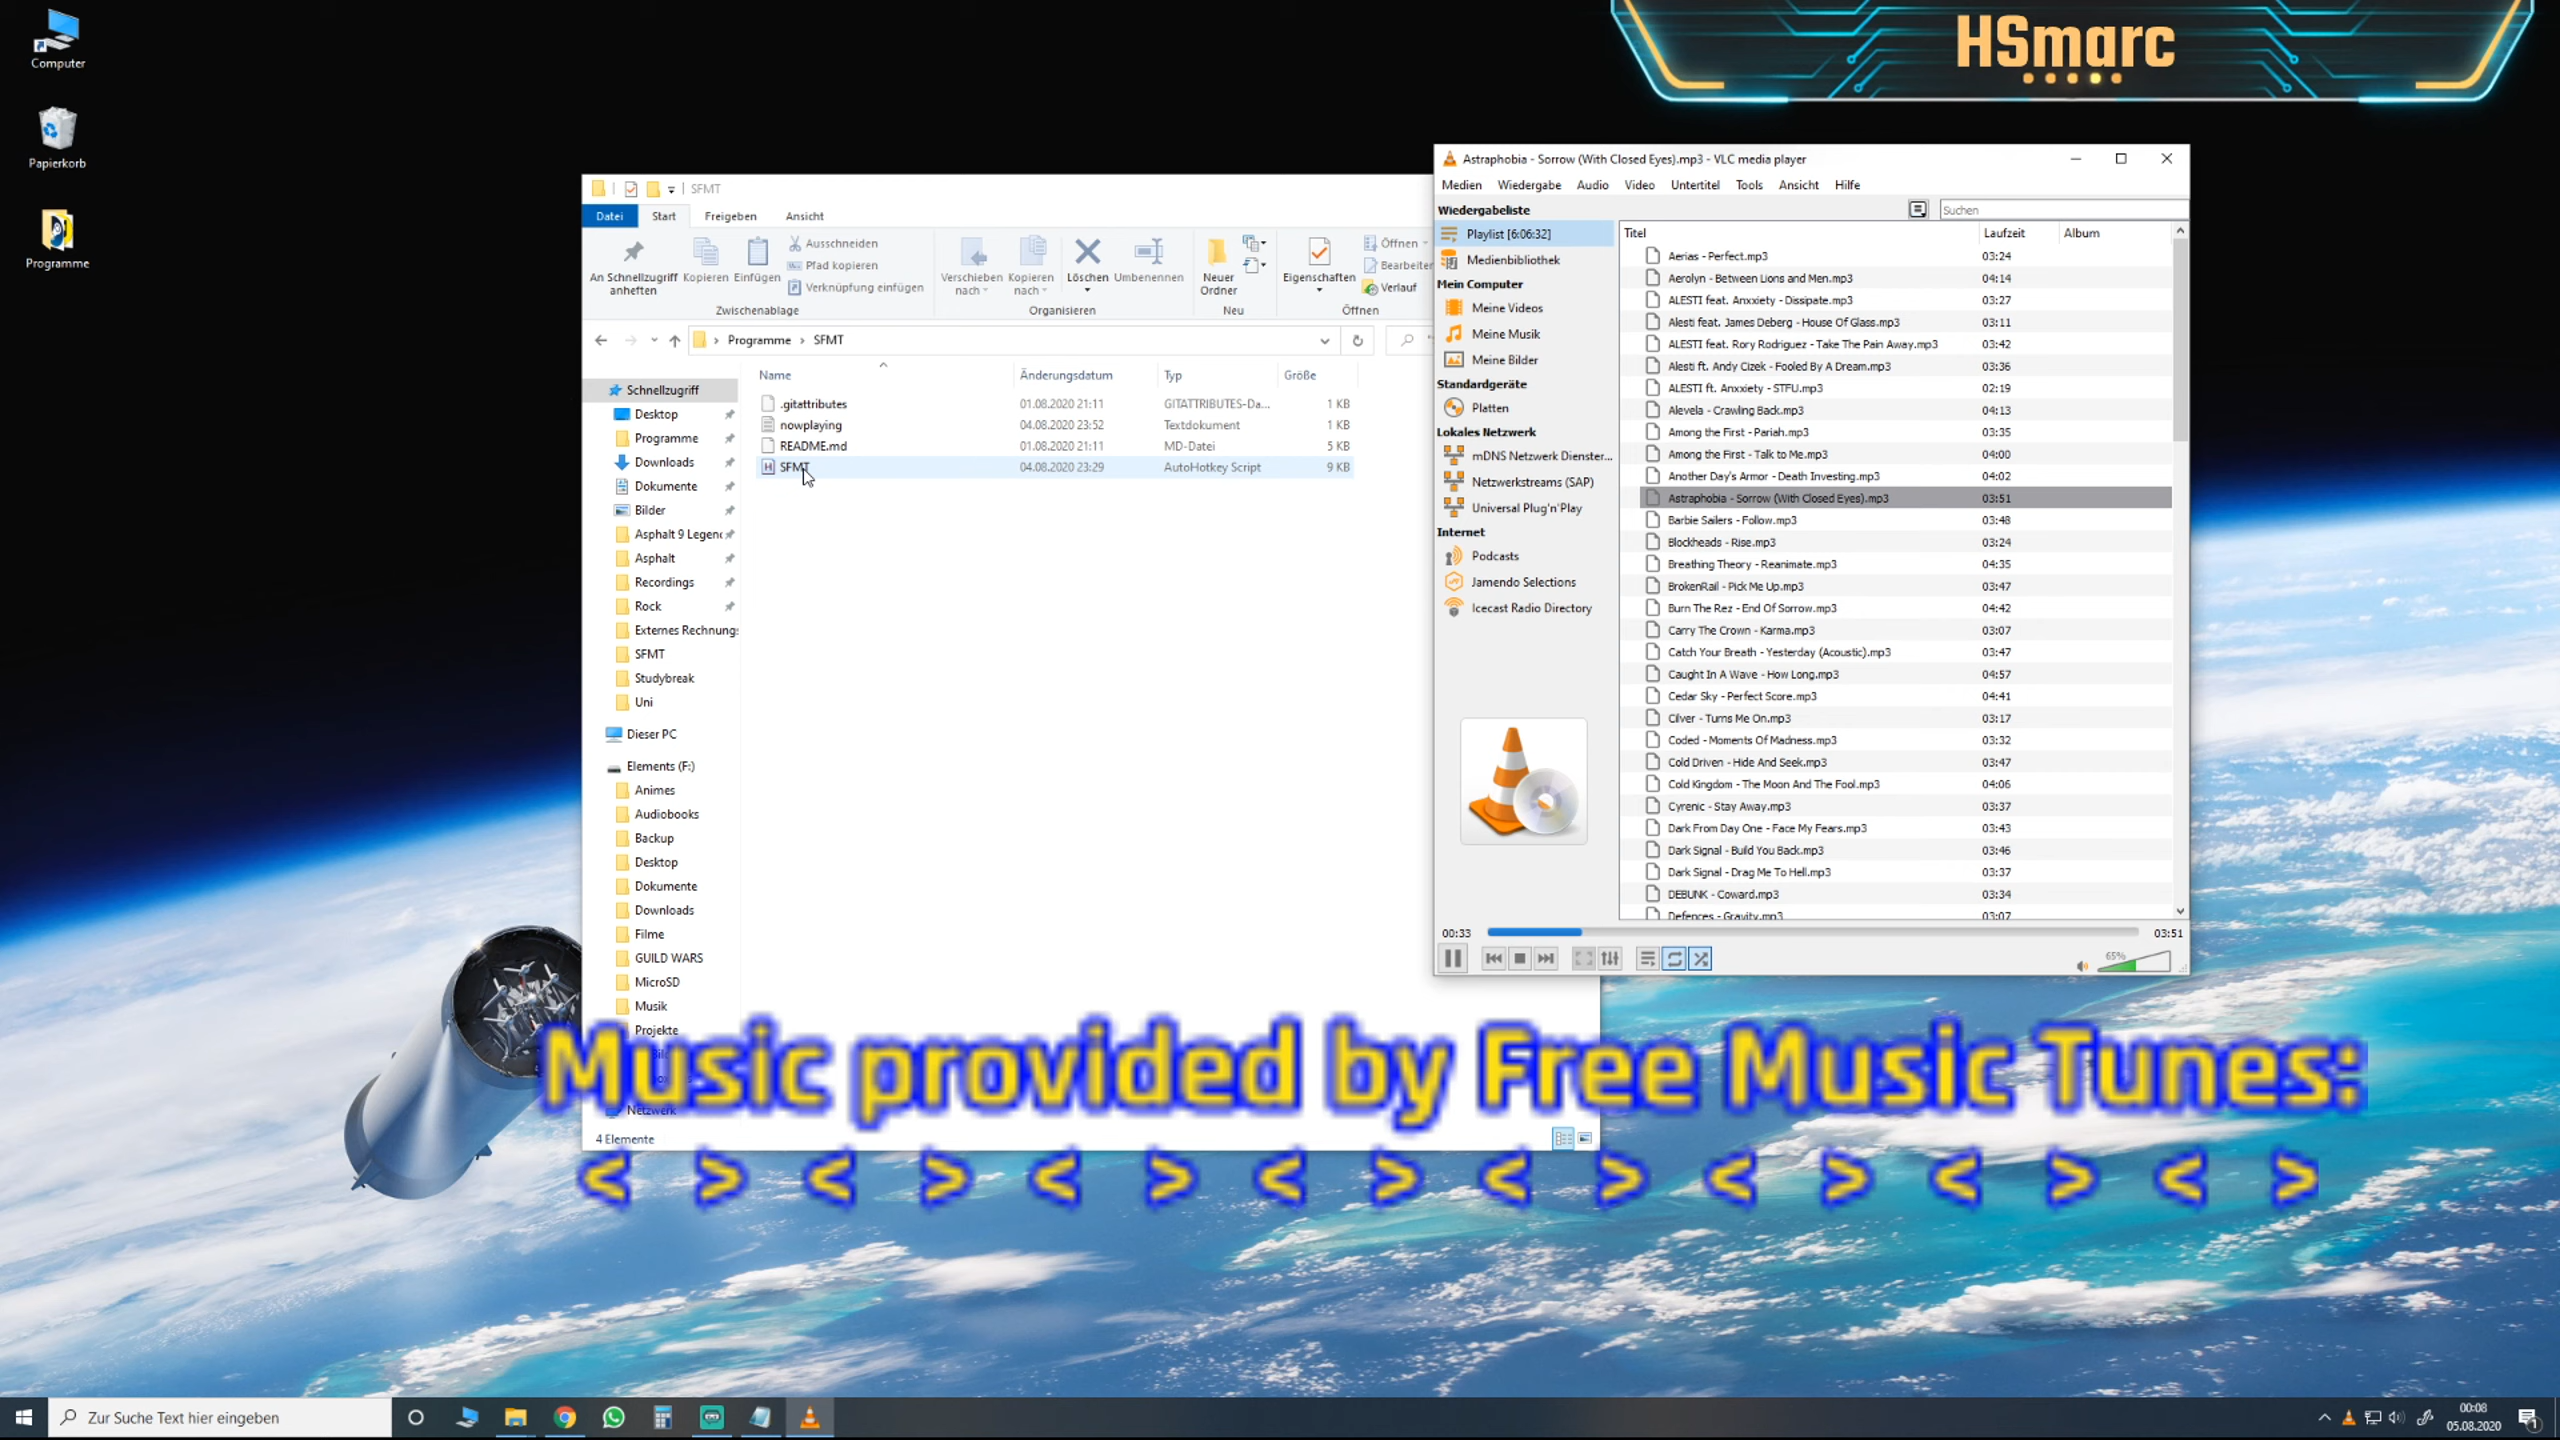 Computer
Papierkorb
Programme
HSmarc
SFMT
Datei Start Freigeben Ansicht
An Schnellzugriff anheften
Kopieren
Einfügen
Ausschneiden
Pfad kopieren
Verknüpfung einfügen
Zwischenablage
Verschieben nach
Kopieren nach
Löschen
Umbenennen
Organisieren
Neuer Ordner
Neu
Eigenschaften
Öffnen
Bearbeiten
Verlauf
Öffnen
Programme › SFMT
Name Änderungsdatum Typ Größe
.gitattributes 01.08.2020 21:11 GITATTRIBUTES-Da... 1 KB
nowplaying 04.08.2020 23:52 Textdokument 1 KB
README.md 01.08.2020 21:11 MD-Datei 5 KB
SFMT 04.08.2020 23:29 AutoHotkey Script 9 KB
Schnellzugriff
Desktop
Programme
Downloads
Dokumente
Bilder
Asphalt 9 Legen
Asphalt
Recordings
Rock
Externes Rechnung
SFMT
Studybreak
Uni
Dieser PC
Elements (F:)
Animes
Audiobooks
Backup
Desktop
Dokumente
Downloads
Filme
GUILD WARS
MicroSD
Musik
Projekte
Netzwerk
4 Elemente
Astraphobia - Sorrow (With Closed Eyes).mp3 - VLC media player
Medien Wiedergabe Audio Video Untertitel Tools Ansicht Hilfe
Wiedergabeliste
Suchen
Playlist [6:06:32]
Medienbibliothek
Mein Computer
Meine Videos
Meine Musik
Meine Bilder
Standardgeräte
Platten
Lokales Netzwerk
mDNS Netzwerk Dienster...
Netzwerkstreams (SAP)
Universal Plug'n'Play
Internet
Podcasts
Jamendo Selections
Icecast Radio Directory
Titel Laufzeit Album
Aerias - Perfect.mp3 03:24
Aerolyn - Between Lions and Men.mp3 04:14
ALESTI feat. Anxxiety - Dissipate.mp3 03:27
Alesti feat. James Deberg - House Of Glass.mp3 03:11
ALESTI feat. Rory Rodriguez - Take The Pain Away.mp3 03:42
Alesti ft. Andy Cizek - Fooled By A Dream.mp3 03:36
ALESTI ft. Anxxiety - STFU.mp3 02:19
Alevela - Crawling Back.mp3 04:13
Among the First - Pariah.mp3 03:35
Among the First - Talk to Me.mp3 04:00
Another Day's Armor - Death Investing.mp3 04:02
Astraphobia - Sorrow (With Closed Eyes).mp3 03:51
Barbie Sailers - Follow.mp3 03:48
Blockheads - Rise.mp3 03:24
Breathing Theory - Reanimate.mp3 04:35
BrokenRail - Pick Me Up.mp3 03:47
Burn The Rez - End Of Sorrow.mp3 04:42
Carry The Crown - Karma.mp3 03:07
Catch Your Breath - Yesterday (Acoustic).mp3 03:47
Caught In A Wave - How Long.mp3 04:57
Cedar Sky - Perfect Score.mp3 04:41
Cilver - Turns Me On.mp3 03:17
Coded - Moments Of Madness.mp3 03:32
Cold Driven - Hide And Seek.mp3 03:47
Cold Kingdom - The Moon And The Fool.mp3 04:06
Cyrenic - Stay Away.mp3 03:37
Dark From Day One - Face My Fears.mp3 03:43
Dark Signal - Build You Back.mp3 03:46
Dark Signal - Drag Me To Hell.mp3 03:37
DEBUNK - Coward.mp3 03:34
Defences - Gravity.mp3 03:07
00:33 03:51
65%
Music provided by Free Music Tunes:
< > < > < > < > < > < > < > < >
Zur Suche Text hier eingeben
00:08
05.08.2020
1